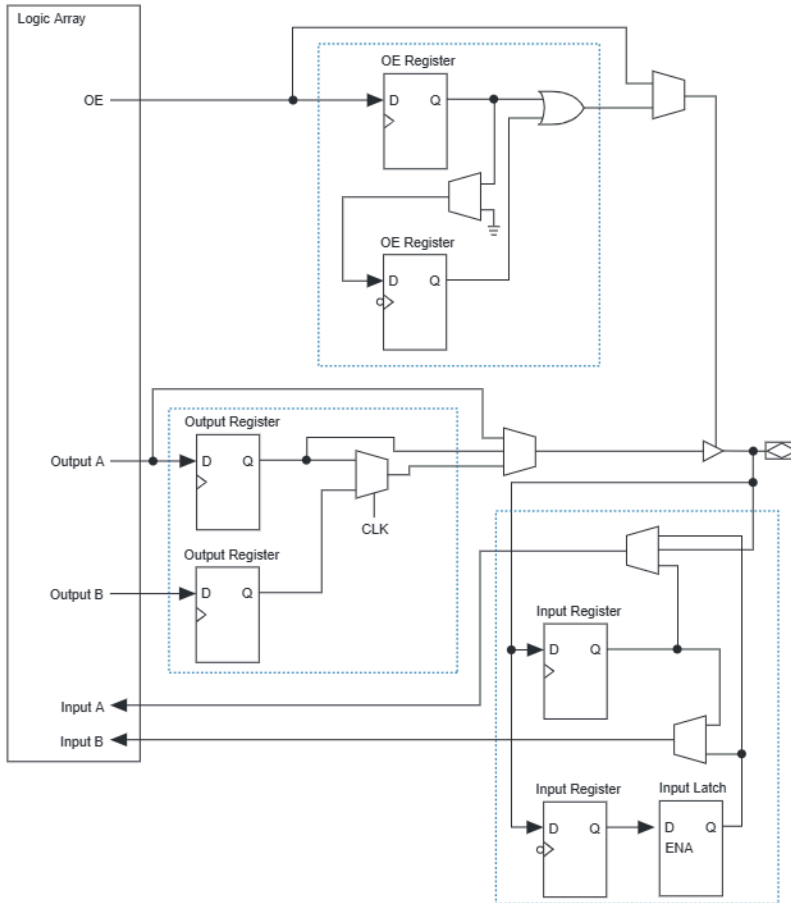 Logic Array
OE Register
OE
D Q
OE Register
D Q
Output Register
Output A
D Q
CLK
Output Register
Output B
D Q
Input Register
D Q
Input A
Input B
Input Register
Input Latch
D Q
D Q
ENA